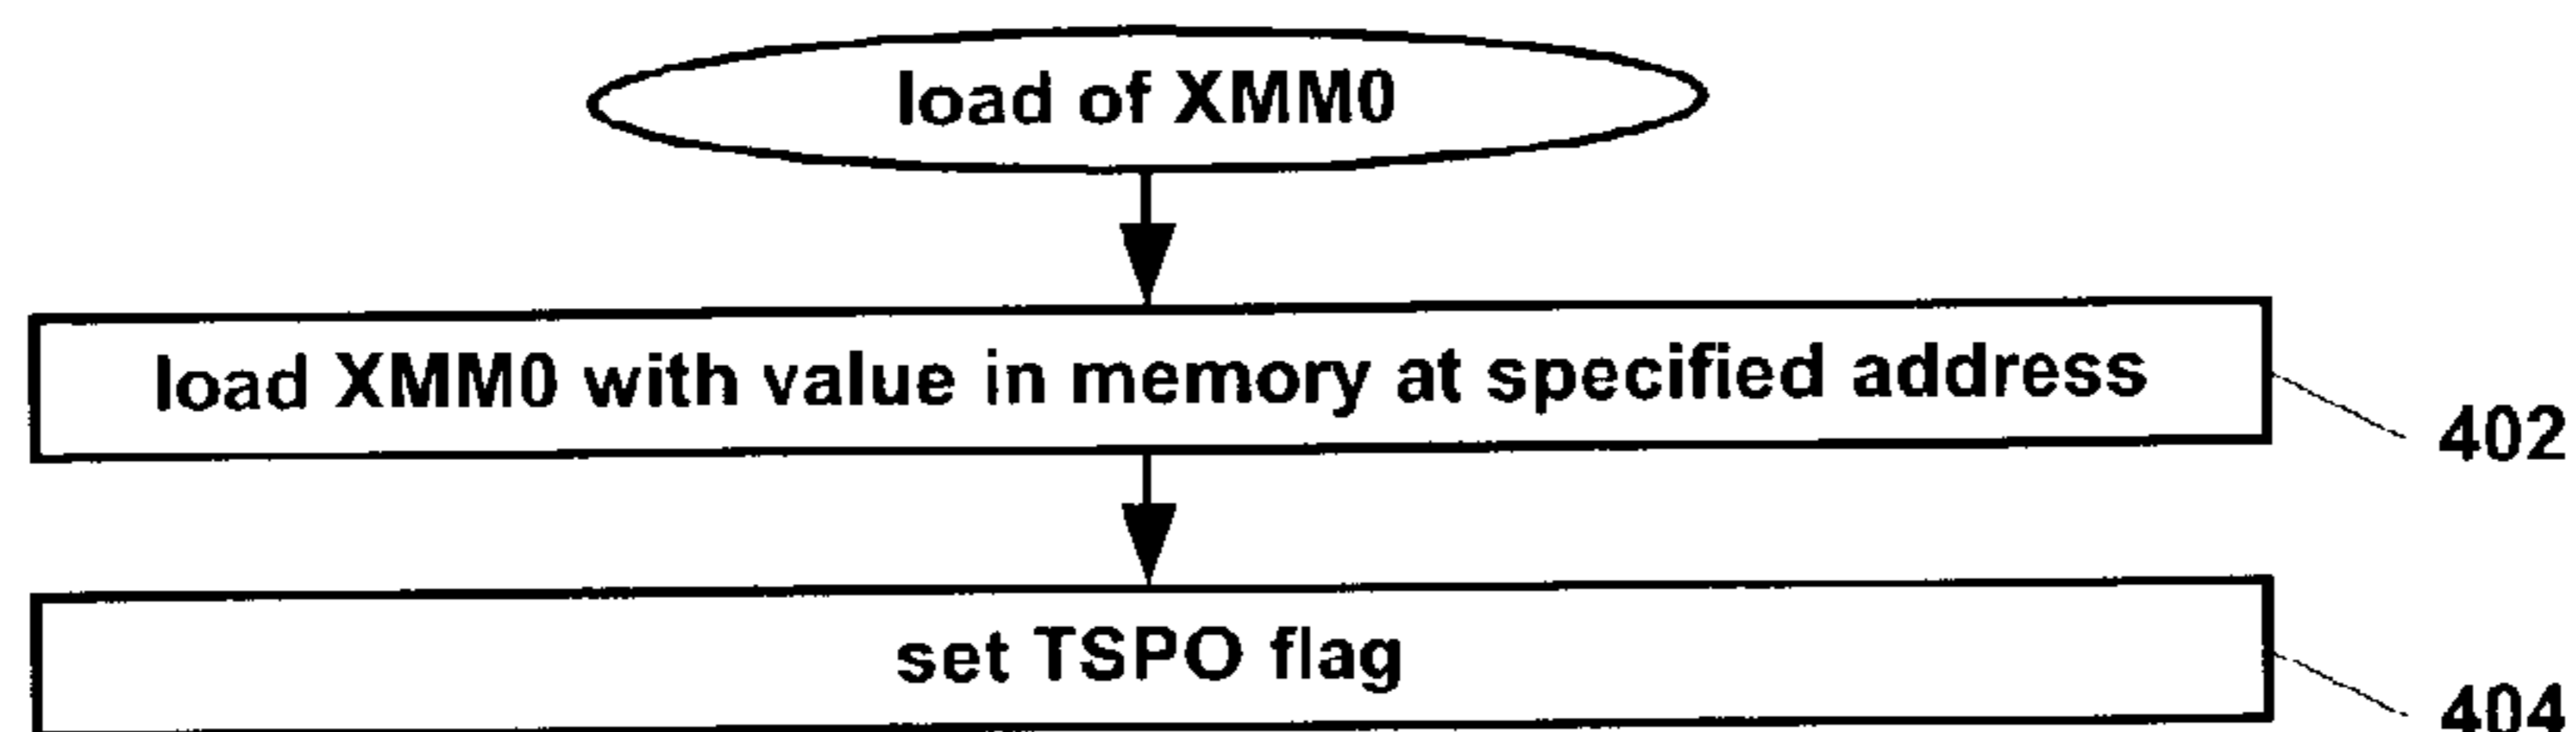 load of XMM0
load XMM0 with value in memory at specified address
402
set TSPO flag
404